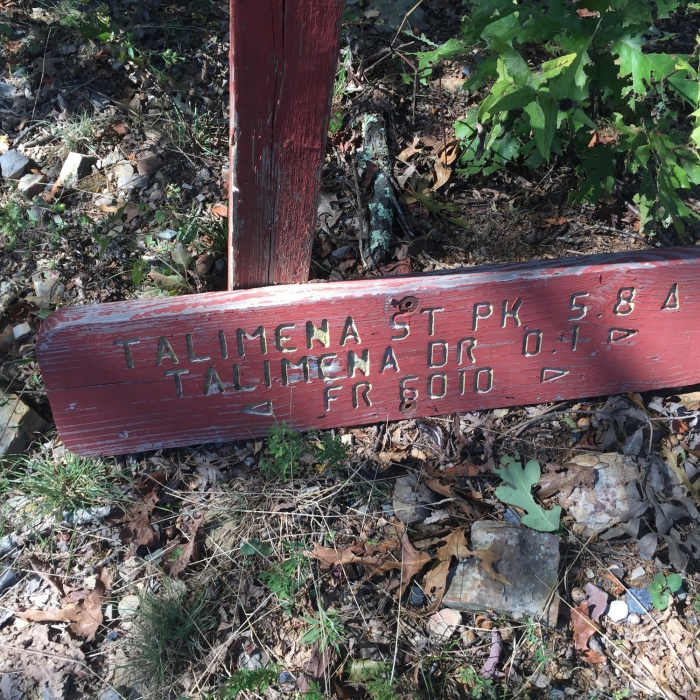 TALIMENA ST PK 5.8
TALIMENA DR 0.1
FR 6010